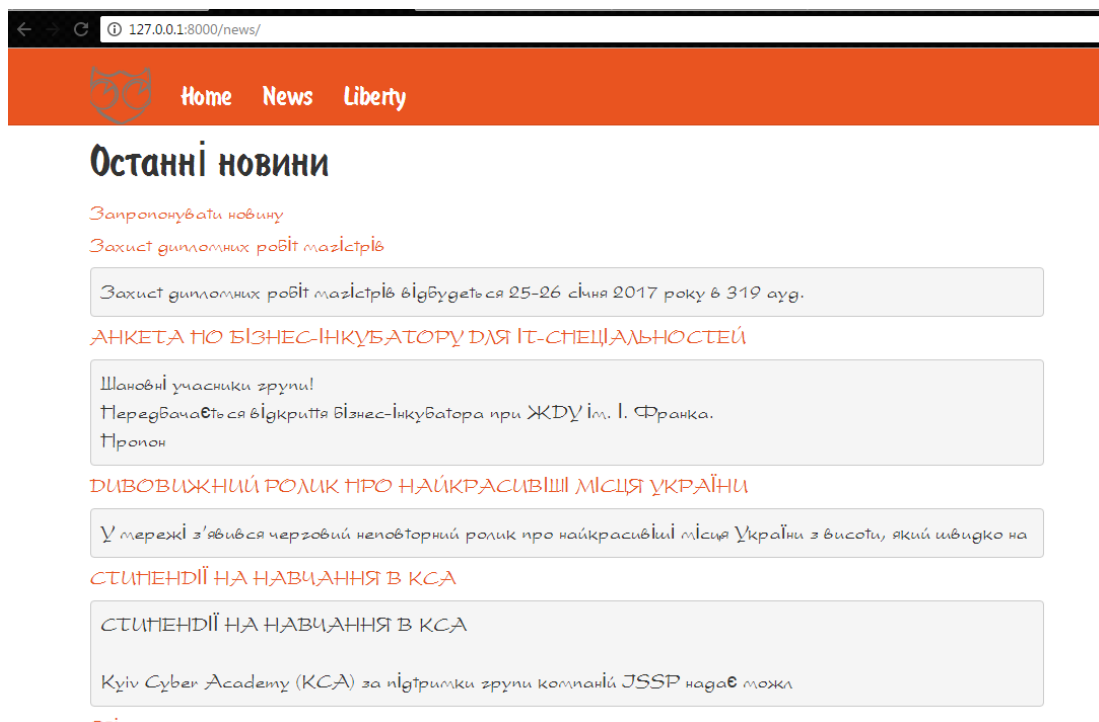 127.0.0.1:8000/news/
Home News Liberty
Останні новини
Запропонувати новину
Захист дипломних робіт магістрів
Захист дипломних робіт магістрів відбудеться 25-26 січня 2017 року в 319 ауд.
АНКЕТА ПО БІЗНЕС-ІНКУБАТОРУ ДЛЯ ІТ-СПЕЦІАЛЬНОСТЕЙ
Шановні учасники групи!
Передбачається відкриття бізнес-інкубатора при ЖДУ ім. І. Франка.
Пропон
ДИВОВИЖНИЙ РОЛИК ПРО НАЙКРАСИВІШІ МІСЦЯ УКРАЇНИ
У мережі з'явився черговий неповторний ролик про найкрасивіші місця України з висоти, який швидко на
СТИПЕНДІЇ НА НАВЧАННЯ В КСА
СТИПЕНДІЇ НА НАВЧАННЯ В КСА
Kyiv Cyber Academy (KCA) за підтримки групи компаній ISSP надає можл